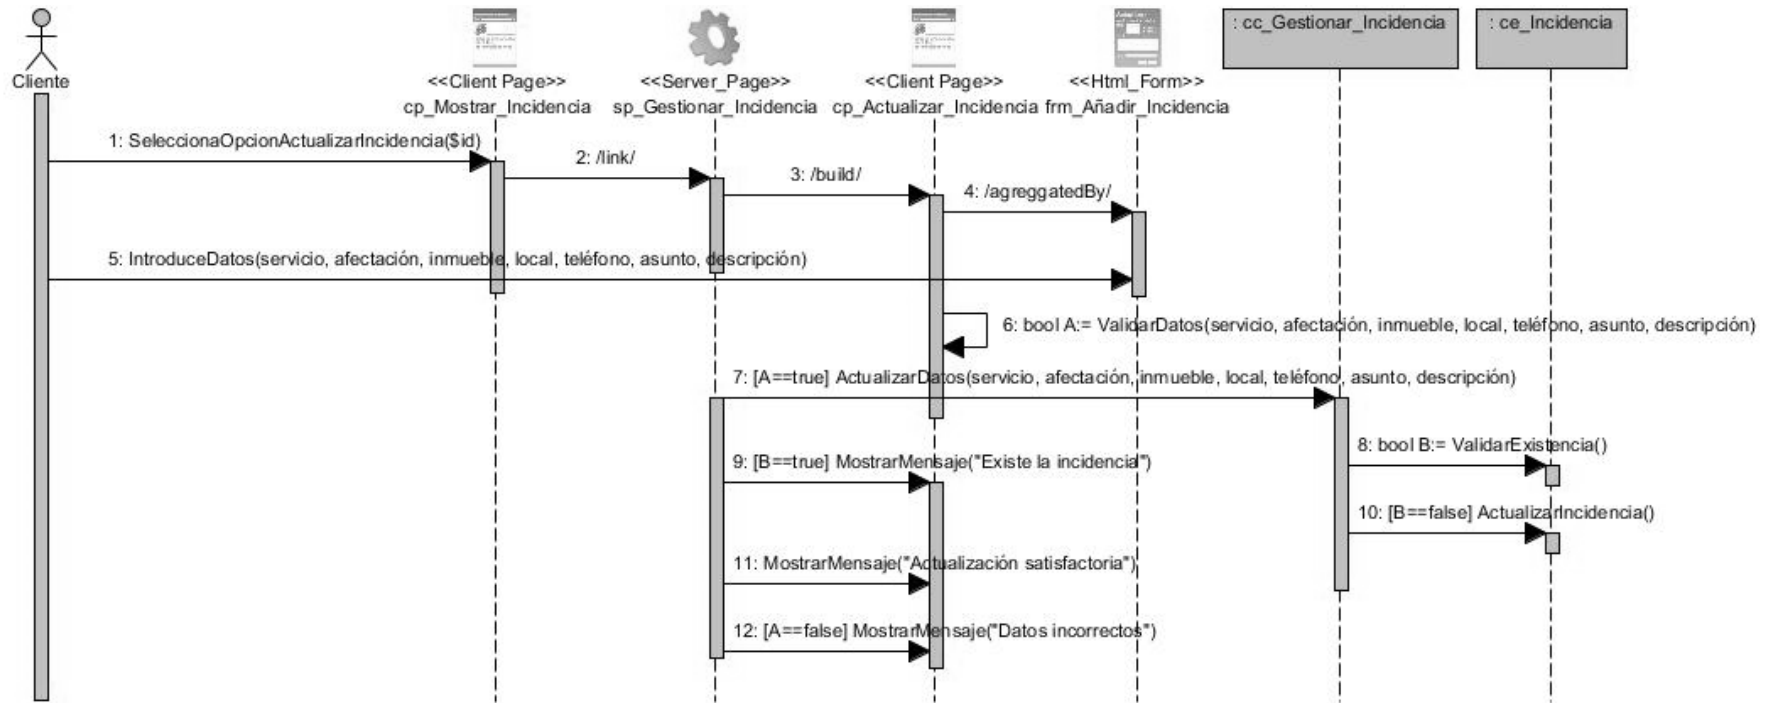 : cc_Gestionar_Incidencia
: ce_Incidencia
Cliente
<<Client Page>>
cp_Mostrar_Incidencia
<<Server_Page>>
sp_Gestionar_Incidencia
<<Client Page>>
cp_Actualizar_Incidencia
<<Html_Form>>
frm_Añadir_Incidencia
1: SeleccionaOpcionActualizarIncidencia($id)
2: /link/
3: /build/
4: /agreggatedBy/
5: IntroduceDatos(servicio, afectación, inmueble, local, teléfono, asunto, descripción)
6: bool A:= ValidarDatos(servicio, afectación, inmueble, local, teléfono, asunto, descripción)
7: [A==true] ActualizarDatos(servicio, afectación, inmueble, local, teléfono, asunto, descripción)
8: bool B:= ValidarExistencia()
9: [B==true] MostrarMensaje("Existe la incidencia")
10: [B==false] ActualizarIncidencia()
11: MostrarMensaje("Actualización satisfactoria")
12: [A==false] MostrarMensaje("Datos incorrectos")